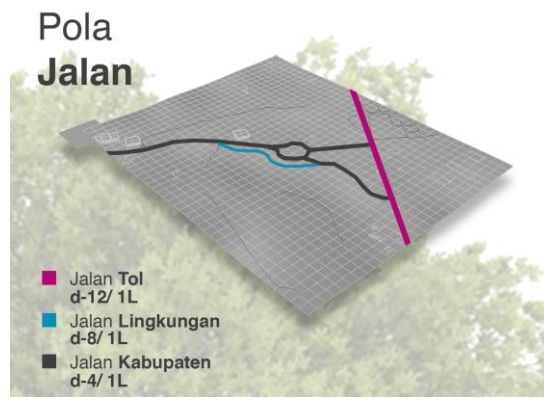 Pola
Jalan
Jalan Tol
d-12/ 1L
Jalan Lingkungan
d-8/ 1L
Jalan Kabupaten
d-4/ 1L